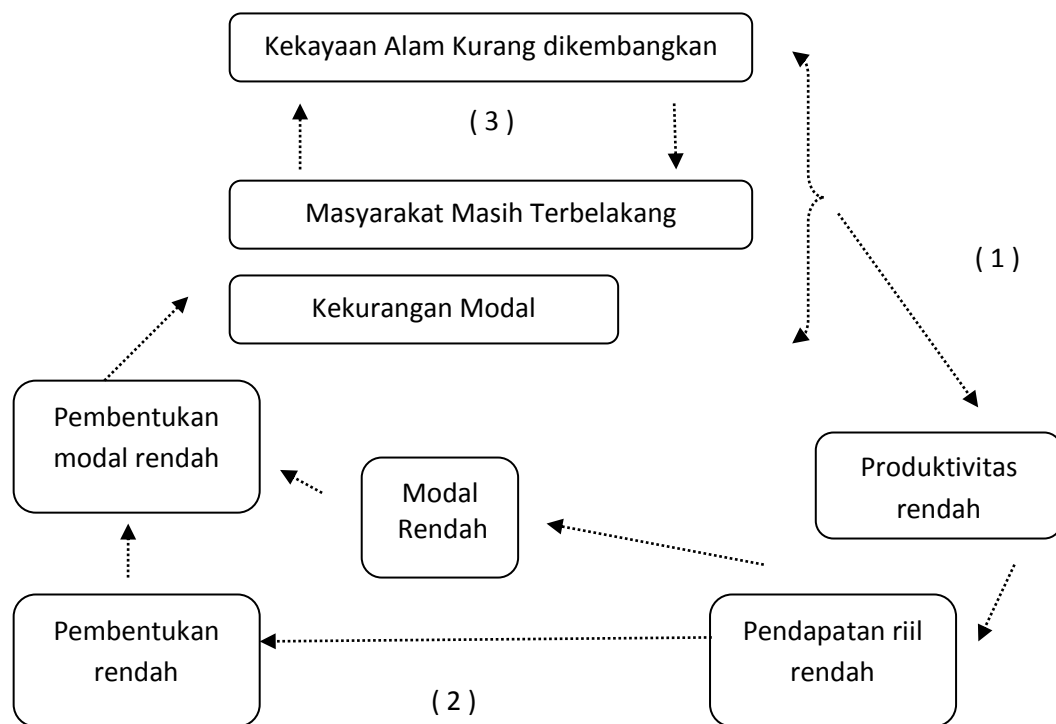 Kekayaan Alam Kurang dikembangkan
( 3 )
Masyarakat Masih Terbelakang
( 1 )
Kekurangan Modal
Pembentukan
modal rendah
Produktivitas
rendah
Modal
Rendah
Pembentukan
rendah
Pendapatan riil
rendah
( 2 )